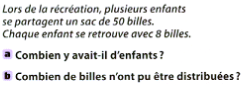 Lors de la récréation, plusieurs enfants
se partagent un sac de 50 billes.
Chaque enfant se retrouve avec 8 billes.
a Combien y avait-il d'enfants ?
b Combien de billes n'ont pu être distribuées ?